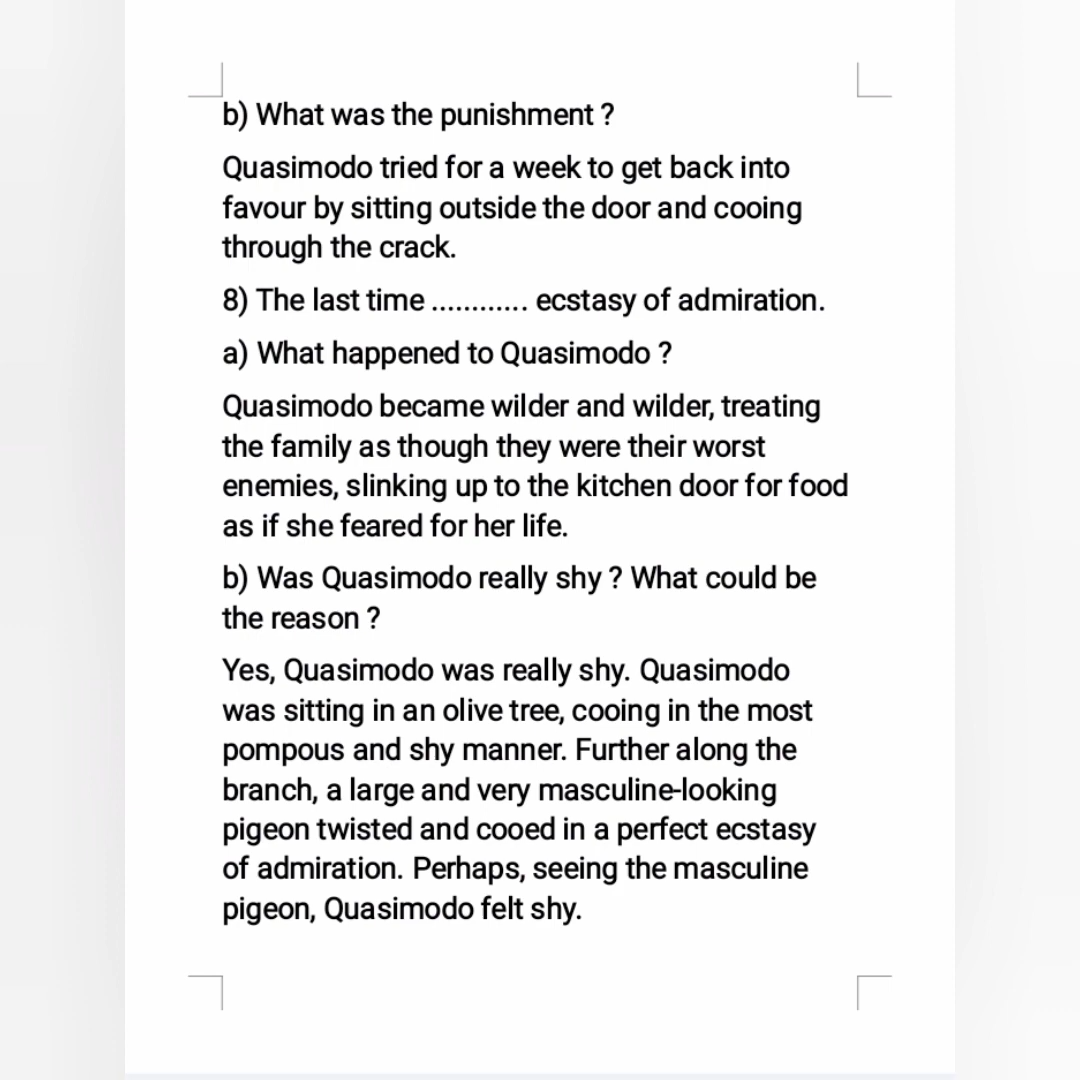 b) What was the punishment ?
Quasimodo tried for a week to get back into
favour by sitting outside the door and cooing
through the crack.
8) The last time ............ ecstasy of admiration.
a) What happened to Quasimodo ?
Quasimodo became wilder and wilder, treating
the family as though they were their worst
enemies, slinking up to the kitchen door for food
as if she feared for her life.
b) Was Quasimodo really shy ? What could be
the reason ?
Yes, Quasimodo was really shy. Quasimodo
was sitting in an olive tree, cooing in the most
pompous and shy manner. Further along the
branch, a large and very masculine-looking
pigeon twisted and cooed in a perfect ecstasy
of admiration. Perhaps, seeing the masculine
pigeon, Quasimodo felt shy.